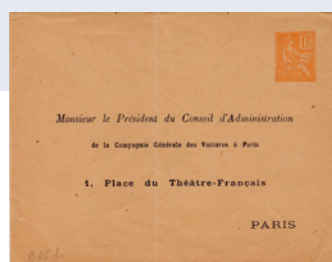 15
Monsieur le Président du Conseil d'Administration
de la Compagnie Générale des Voitures à Paris
1, Place du Théâtre-Français
PARIS